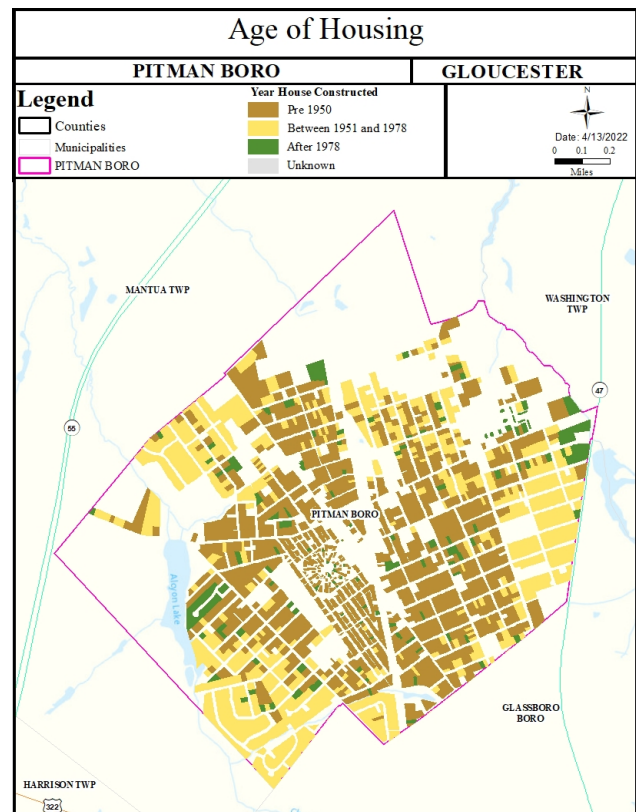 Age of Housing
PITMAN BORO
GLOUCESTER
Legend
Counties
Municipalities
PITMAN BORO
Year House Constructed
Pre 1950
Between 1951 and 1978
After 1978
Unknown
N
Date: 4/13/2022
0 0.1 0.2
Miles
MANTUA TWP
WASHINGTON
TWP
47
55
PITMAN BORO
Alcyon Lake
GLASSBORO
BORO
HARRISON TWP
322